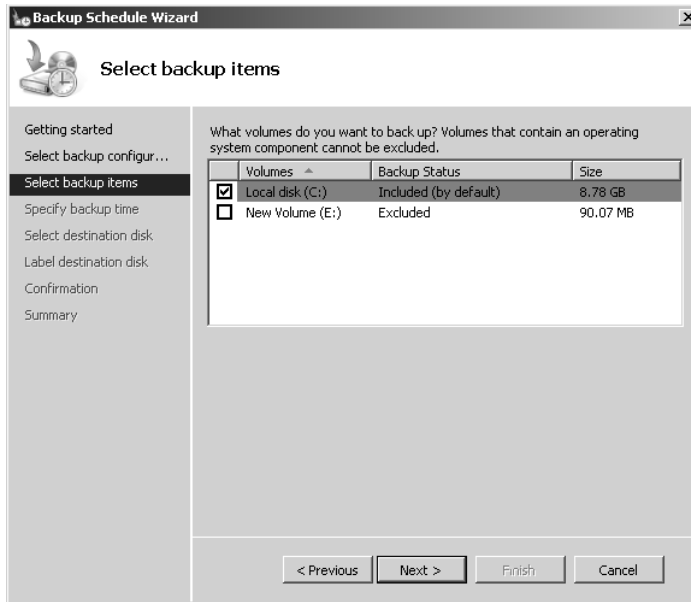 Backup Schedule Wizard
Select backup items
Getting started
Select backup configur...
Select backup items
Specify backup time
Select destination disk
Label destination disk
Confirmation
Summary
What volumes do you want to back up? Volumes that contain an operating
system component cannot be excluded.
Volumes Backup Status Size
Local disk (C:) Included (by default) 8.78 GB
New Volume (E:) Excluded 90.07 MB
< Previous Next > Finish Cancel